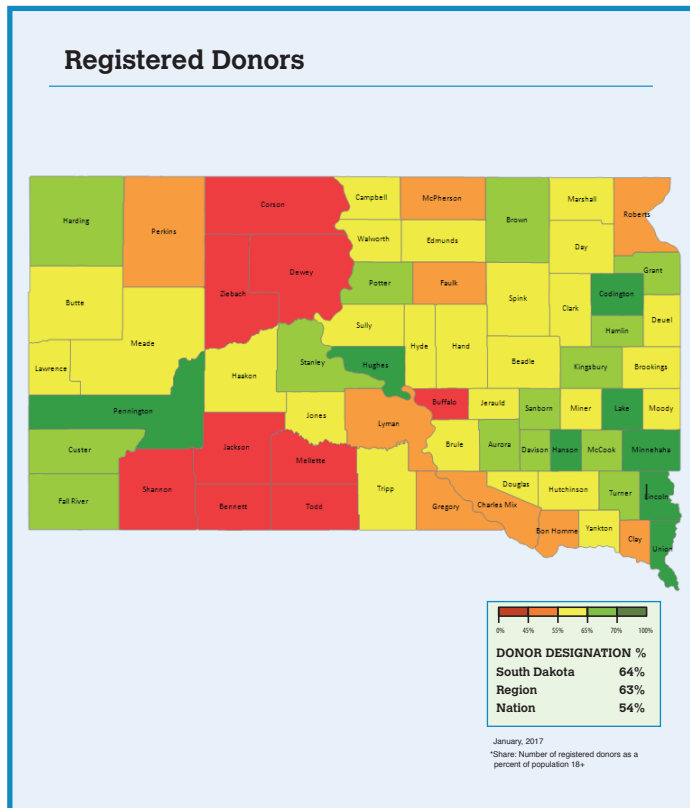 Registered Donors
Campbell McPherson Marshall
Harding Corson Brown Roberts
Perkins Walworth Edmunds Day
Dewey Grant
Ziebach Potter Faulk Codington
Butte Spink Clark Deuel
Meade Sully Hamlin
Hyde Hand
Lawrence Haakon Stanley Hughes Beadle Kingsbury Brookings
Pennington Jones Buffalo Jerauld Sanborn Miner Lake Moody
Lyman
Custer Jackson Brule Aurora Davison Hanson McCook Minnehaha
Mellette
Fall River Shannon Tripp Douglas Hutchinson Turner Lincoln
Bennett Todd Gregory Charles Mix
Bon Homme Yankton Clay Union
0% 45% 55% 65% 70% 100%
DONOR DESIGNATION %
South Dakota 64%
Region 63%
Nation 54%
January, 2017
*Share: Number of registered donors as a
percent of population 18+